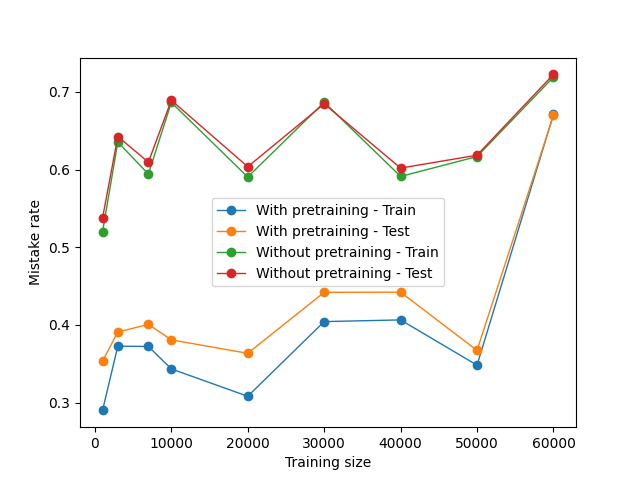 0.7
0.6
0.5
0.4
0.3
Mistake rate
With pretraining - Train
With pretraining - Test
Without pretraining - Train
Without pretraining - Test
0 10000 20000 30000 40000 50000 60000
Training size